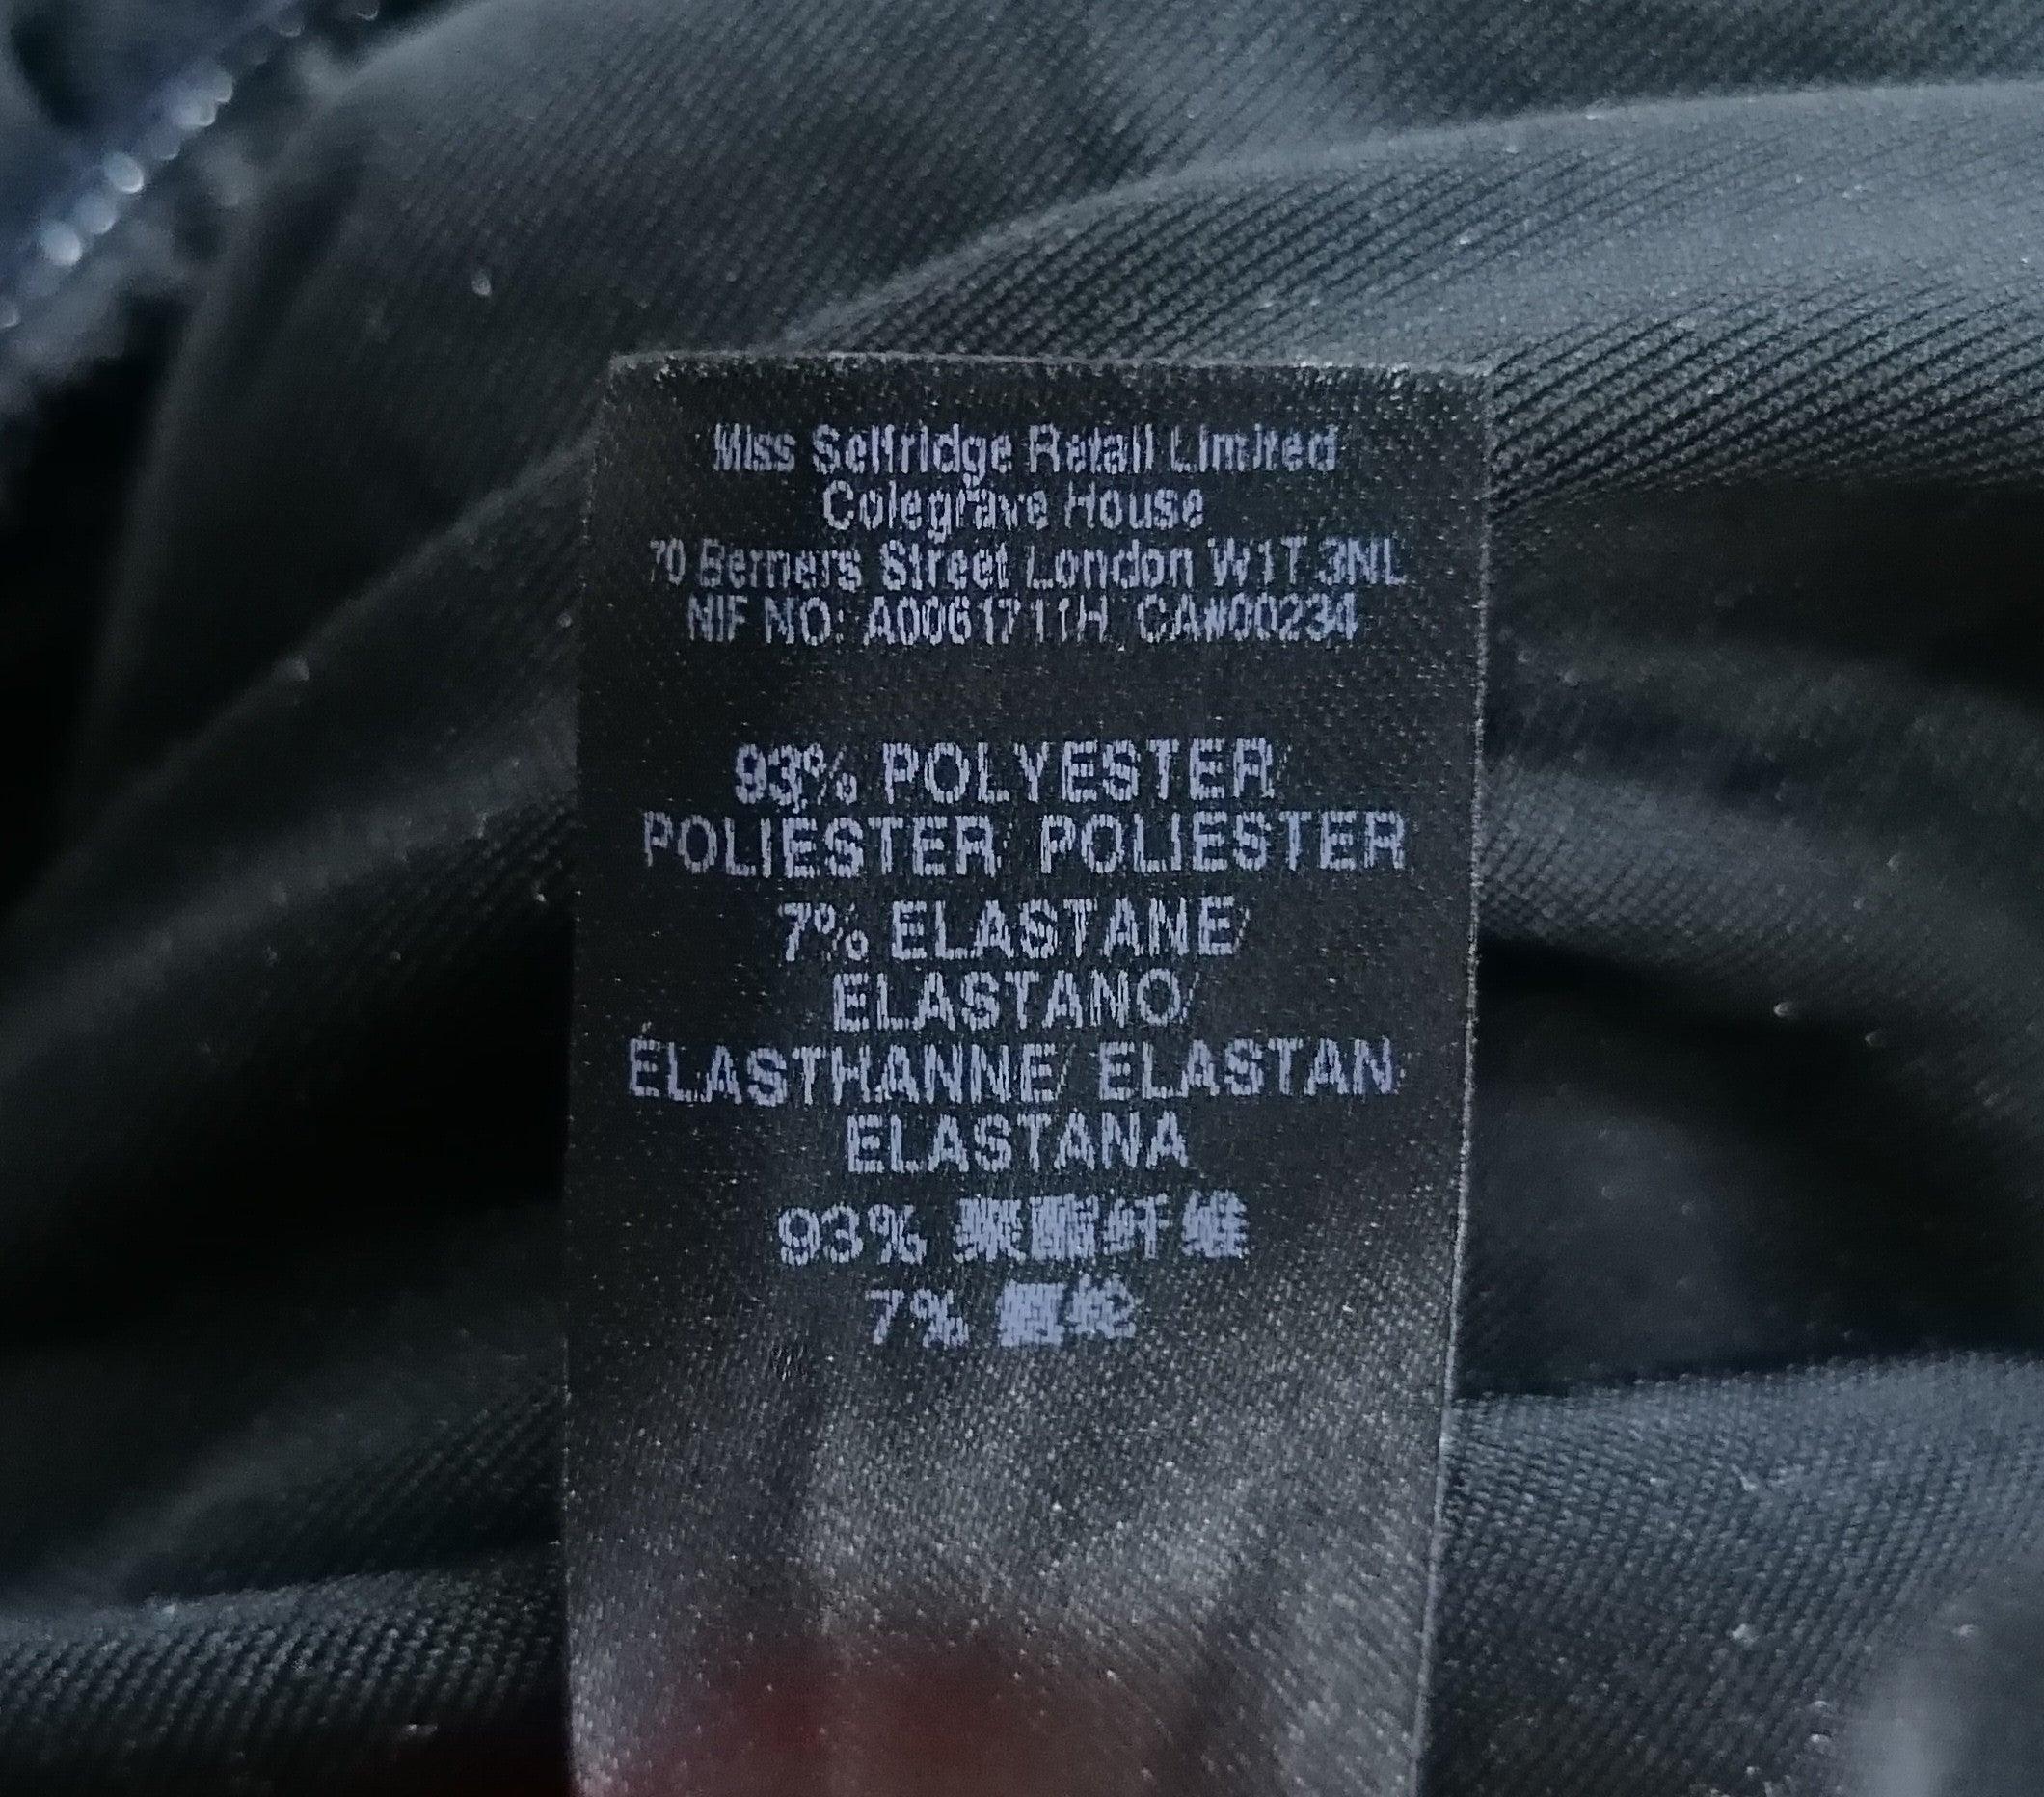 Miss Selfridge Retail Limited
Colegrave House
70 Berners Street London W1T 3NL
NIF NO: A0061711H CA#00234
93% POLYESTER/
POLIÉSTER/ POLIESTER
7% ELASTANE/
ELASTANO/
ÉLASTHANNE/ ELASTAN
ELASTANA
93% 聚酯纤维
7% 氨纶